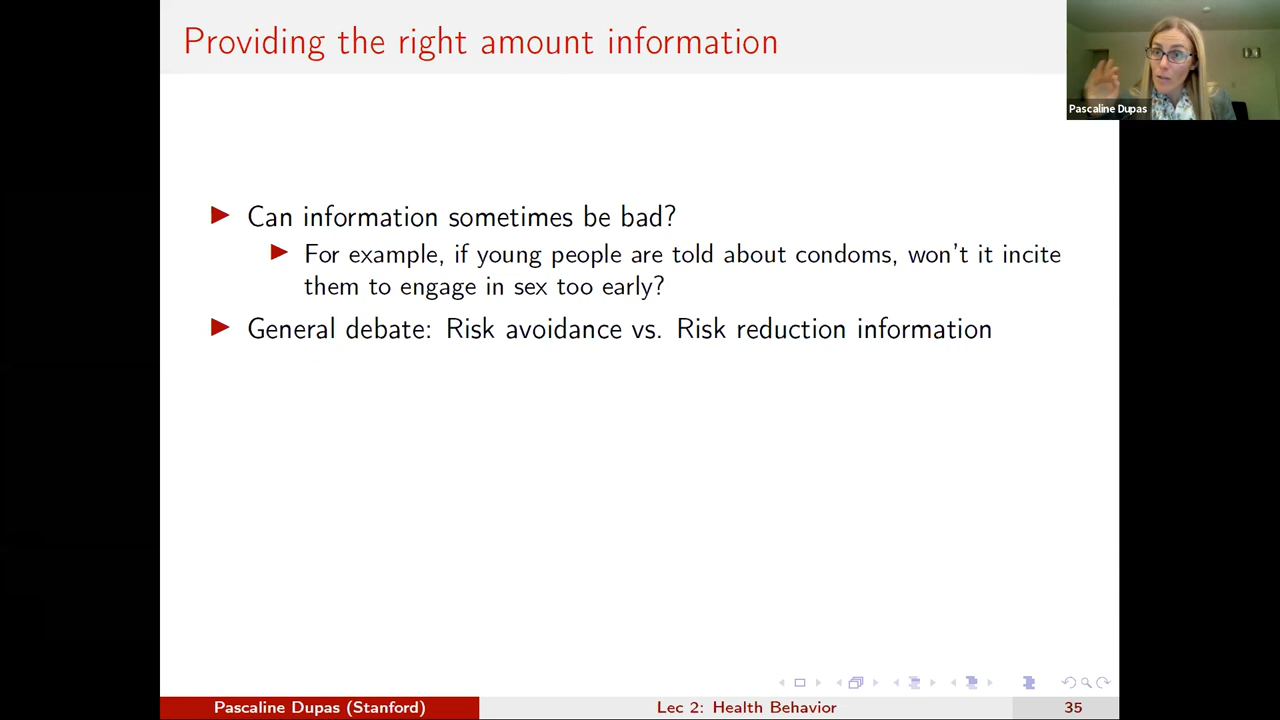 Providing the right amount information
Pascaline Dupas
▶ Can information sometimes be bad?
▶ For example, if young people are told about condoms, won't it incite
them to engage in sex too early?
▶ General debate: Risk avoidance vs. Risk reduction information
Pascaline Dupas (Stanford)
Lec 2: Health Behavior
35